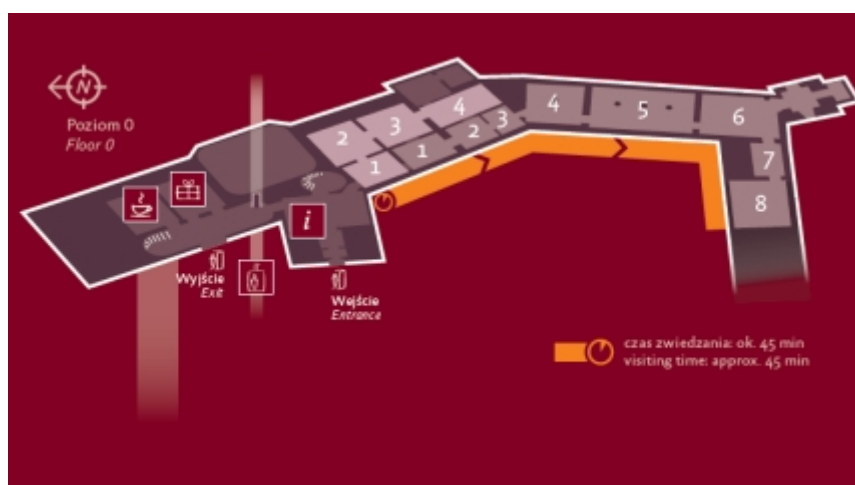 N
Poziom 0
Floor 0
2
3
4
1
1
2
3
4
5
6
7
8
i
Wyjście
Exit
Wejście
Entrance
czas zwiedzania: ok. 45 min
visiting time: approx. 45 min